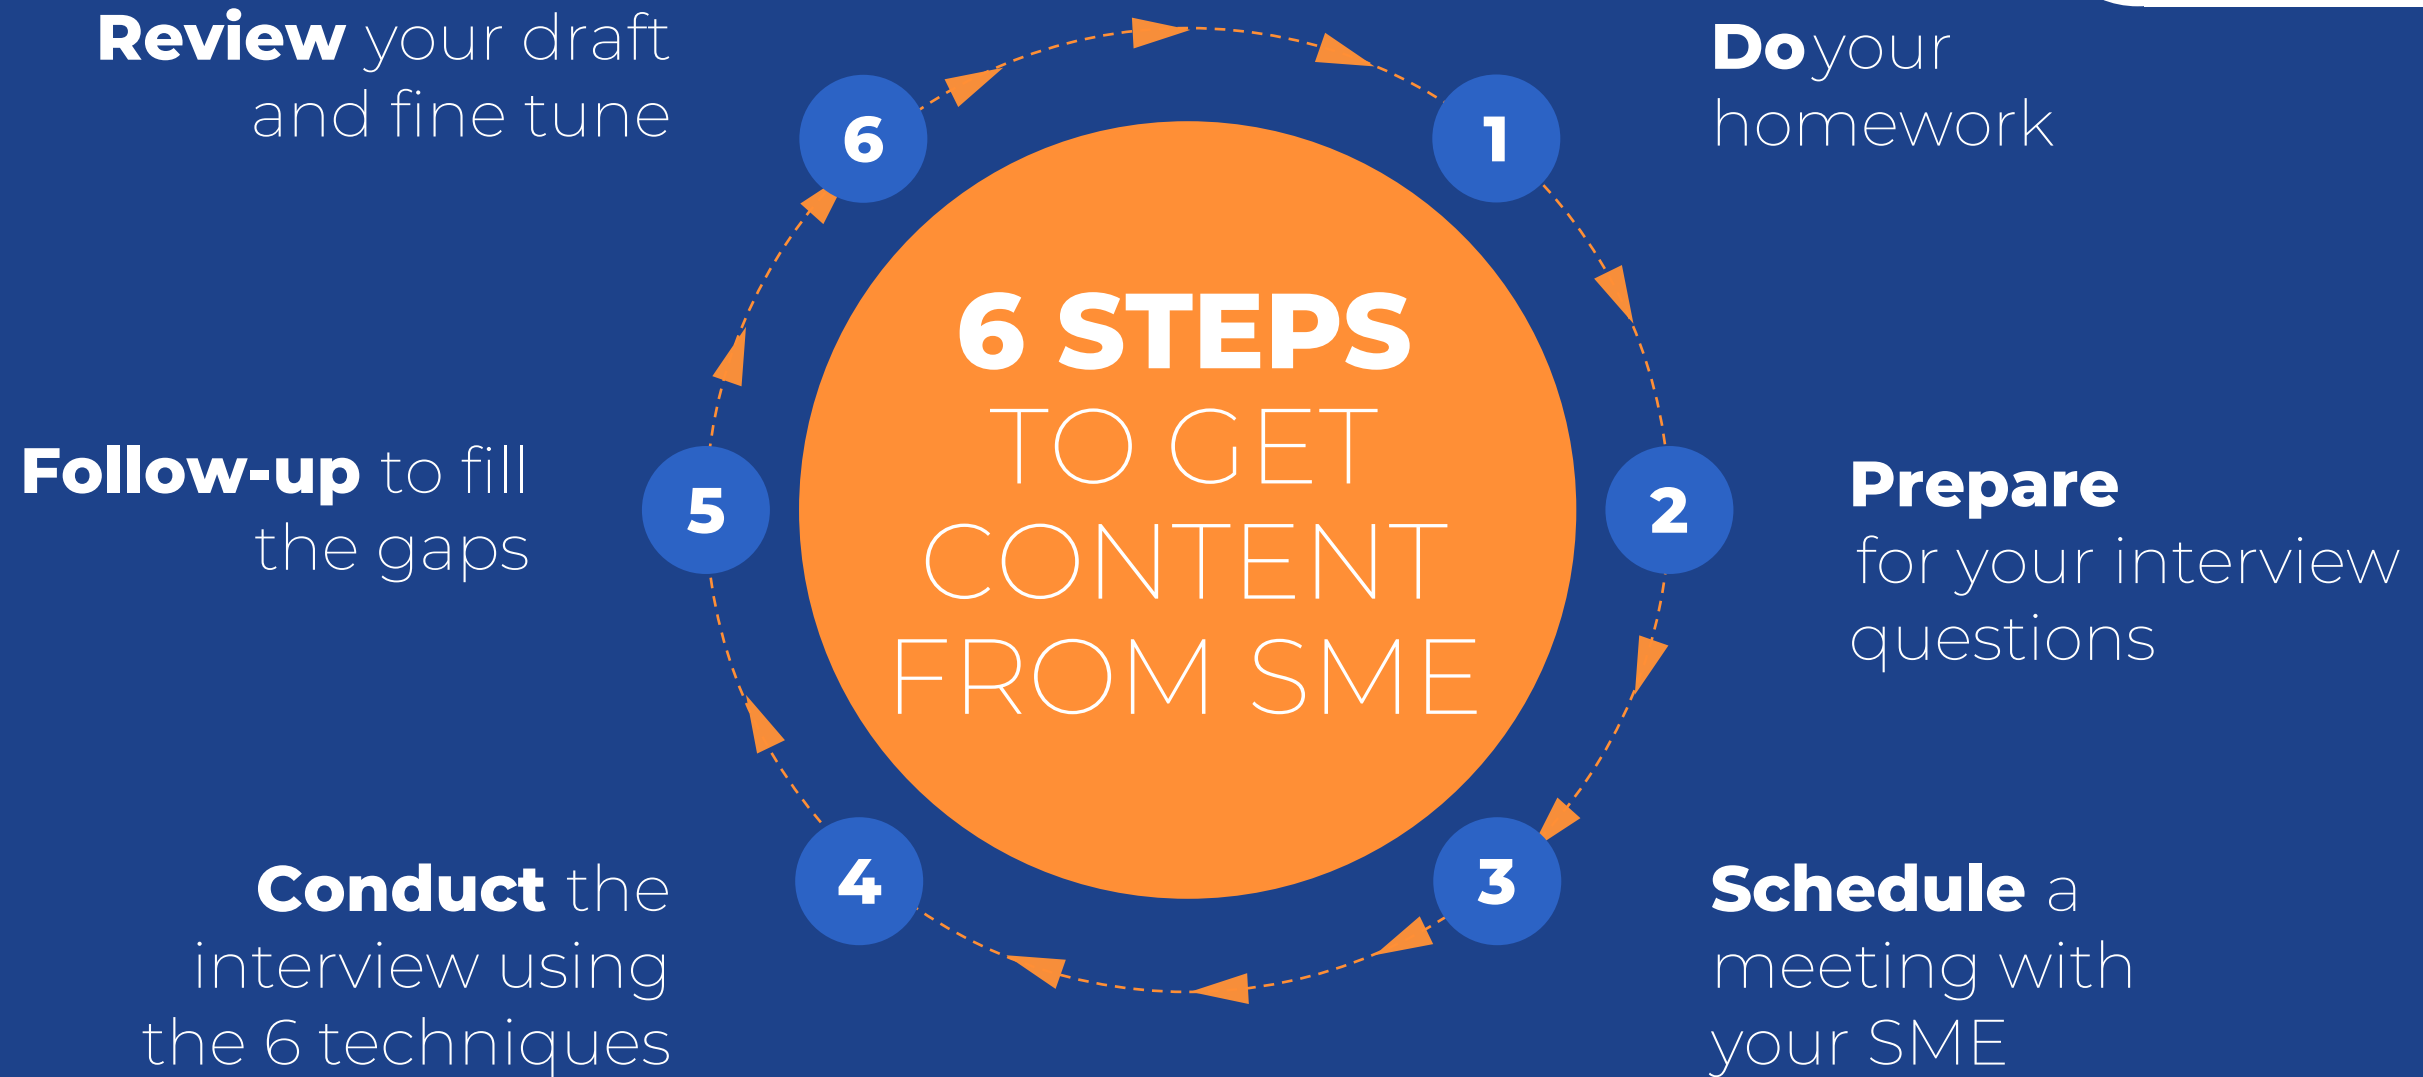 6 STEPS
TO GET
CONTENT
FROM SME
1
Do your
homework
2
Prepare
for your interview
questions
3
Schedule a
meeting with
your SME
4
Conduct the
interview using
the 6 techniques
5
Follow-up to fill
the gaps
6
Review your draft
and fine tune